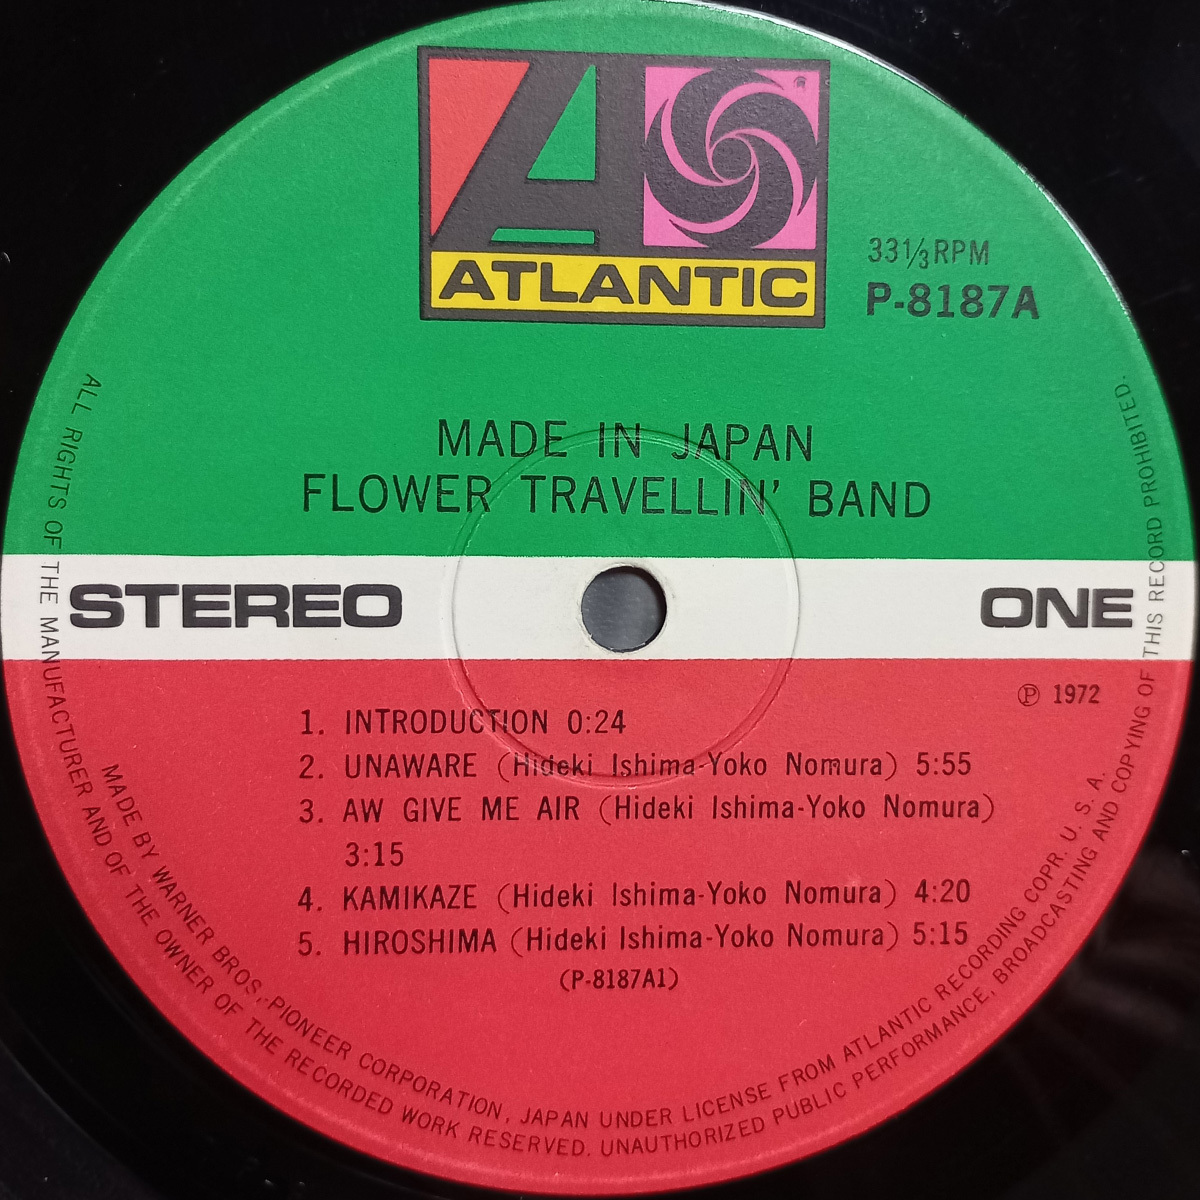 ATLANTIC
33 1/3 RPM
P-8187A
MADE IN JAPAN
FLOWER TRAVELLIN' BAND
STEREO
ONE
Ⓟ 1972
1. INTRODUCTION 0:24
2. UNAWARE (Hideki Ishima-Yoko Nomura) 5:55
3. AW GIVE ME AIR (Hideki Ishima-Yoko Nomura)
3:15
4. KAMIKAZE (Hideki Ishima-Yoko Nomura) 4:20
5. HIROSHIMA (Hideki Ishima-Yoko Nomura) 5:15
(P-8187A1)
MADE BY WARNER BROS.,PIONEER CORPORATION, JAPAN UNDER LICENSE FROM ATLANTIC RECORDING COPR. U. S. A.
ALL RIGHTS OF THE MANUFACTURER AND OF THE OWNER OF THE RECORDED WORK RESERVED. UNAUTHORIZED PUBLIC PERFORMANCE, BROADCASTING AND COPYING OF THIS RECORD PROHIBITED.